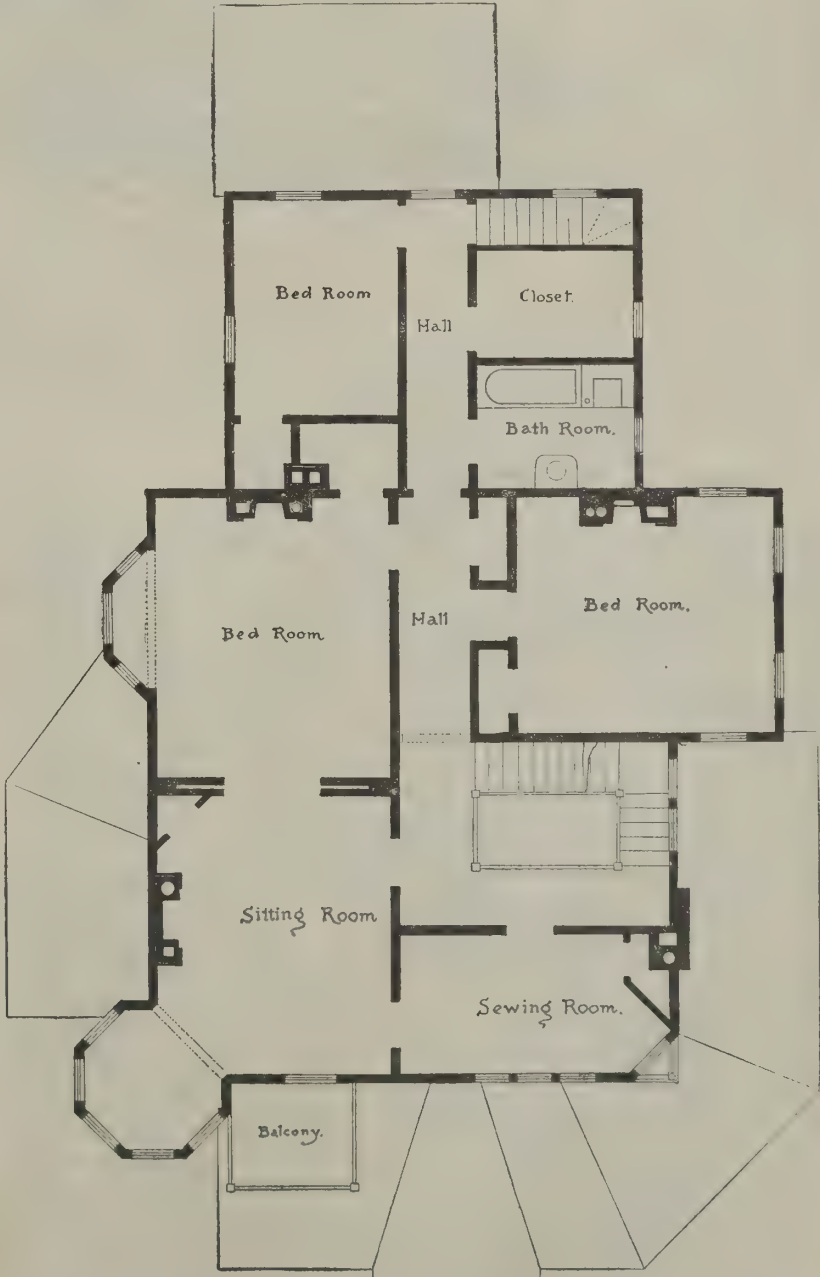 Bed Room
Closet.
Hall
Bath Room.
Bed Room.
Hall
Bed Room
Sitting Room
Sewing Room.
Balcony.